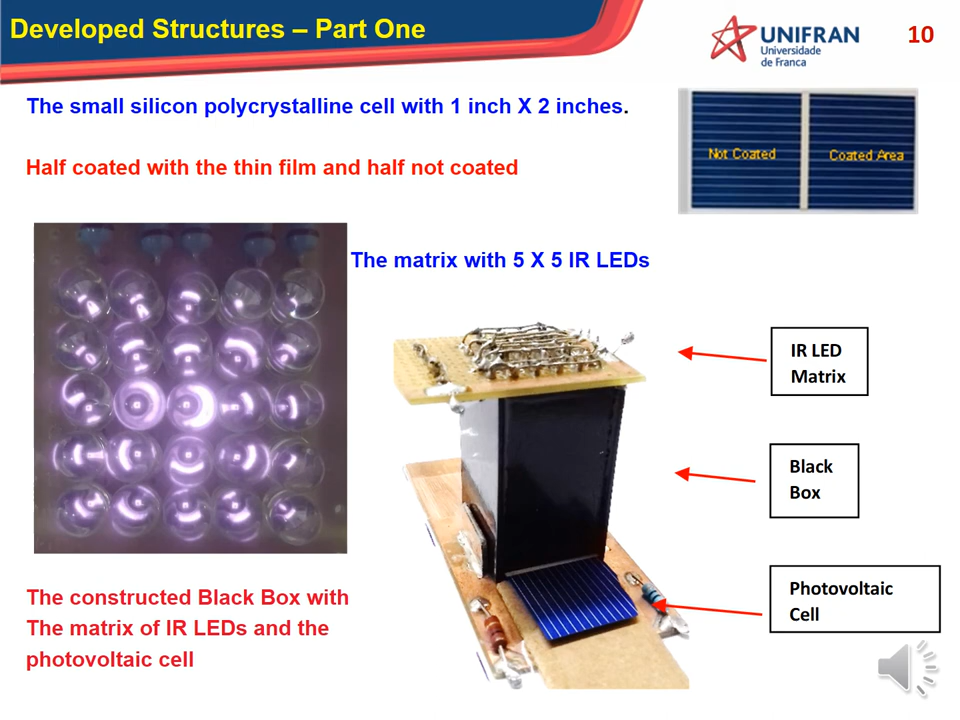 Developed Structures – Part One
UNIFRAN
Universidade
de Franca
10
The small silicon polycrystalline cell with 1 inch X 2 inches.
Half coated with the thin film and half not coated
Not Coated
Coated Area
The matrix with 5 X 5 IR LEDs
IR LED
Matrix
Black
Box
Photovoltaic
Cell
The constructed Black Box with
The matrix of IR LEDs and the
photovoltaic cell